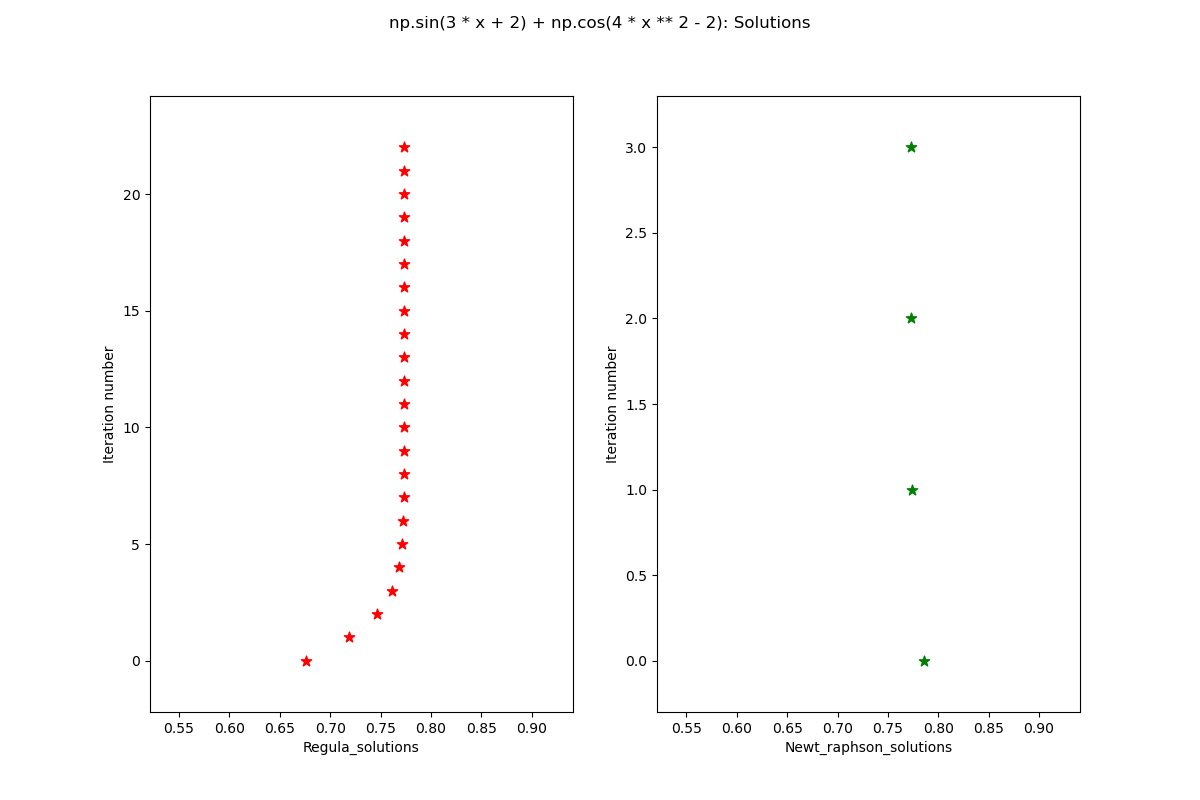 np.sin(3 * x + 2) + np.cos(4 * x ** 2 - 2): Solutions
Iteration number
20
15
10
5
0
0.55 0.60 0.65 0.70 0.75 0.80 0.85 0.90
Regula_solutions
Iteration number
3.0
2.5
2.0
1.5
1.0
0.5
0.0
0.55 0.60 0.65 0.70 0.75 0.80 0.85 0.90
Newt_raphson_solutions